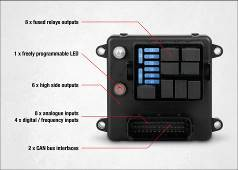 8 x fused relays outputs
1 x freely programmable LED
6 x high side outputs
8 x analogue inputs
4 x digital / frequency inputs
2 x CAN bus interfaces